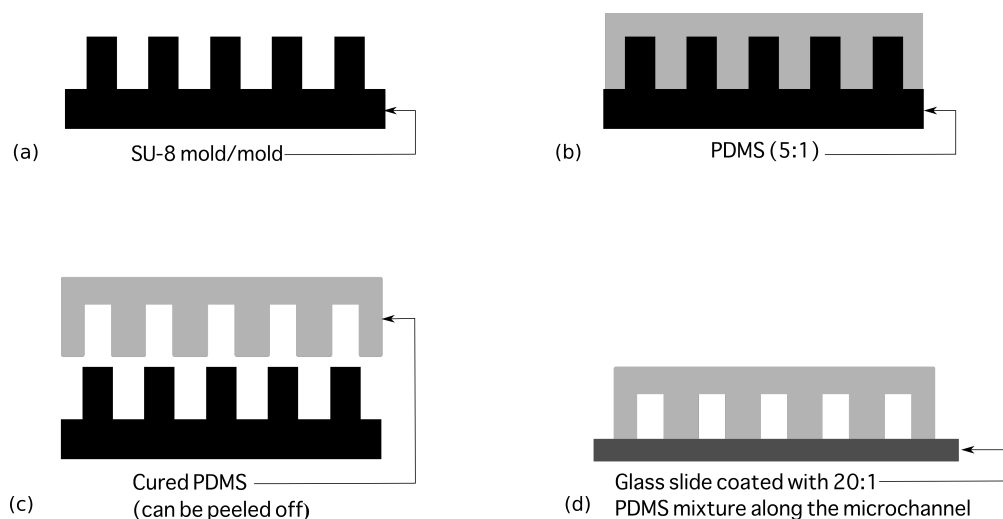 (a)
SU-8 mold/mold
(b)
PDMS (5:1)
(c)
Cured PDMS
(can be peeled off)
(d)
Glass slide coated with 20:1
PDMS mixture along the microchannel